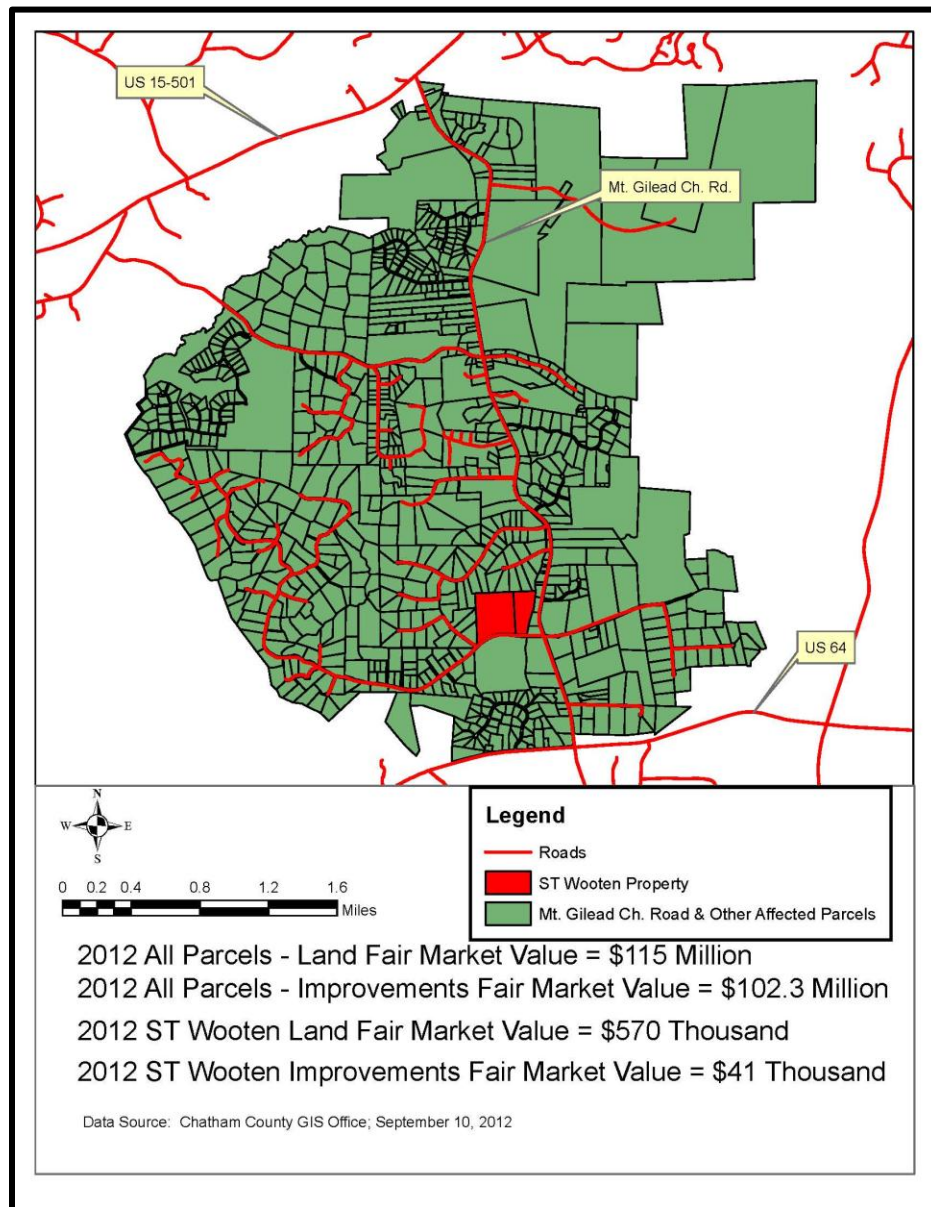 US 15-501
Mt. Gilead Ch. Rd.
US 64
N
W E
S
0 0.2 0.4 0.8 1.2 1.6
Miles
Legend
Roads
ST Wooten Property
Mt. Gilead Ch. Road & Other Affected Parcels
2012 All Parcels - Land Fair Market Value = $115 Million
2012 All Parcels - Improvements Fair Market Value = $102.3 Million
2012 ST Wooten Land Fair Market Value = $570 Thousand
2012 ST Wooten Improvements Fair Market Value = $41 Thousand
Data Source: Chatham County GIS Office; September 10, 2012